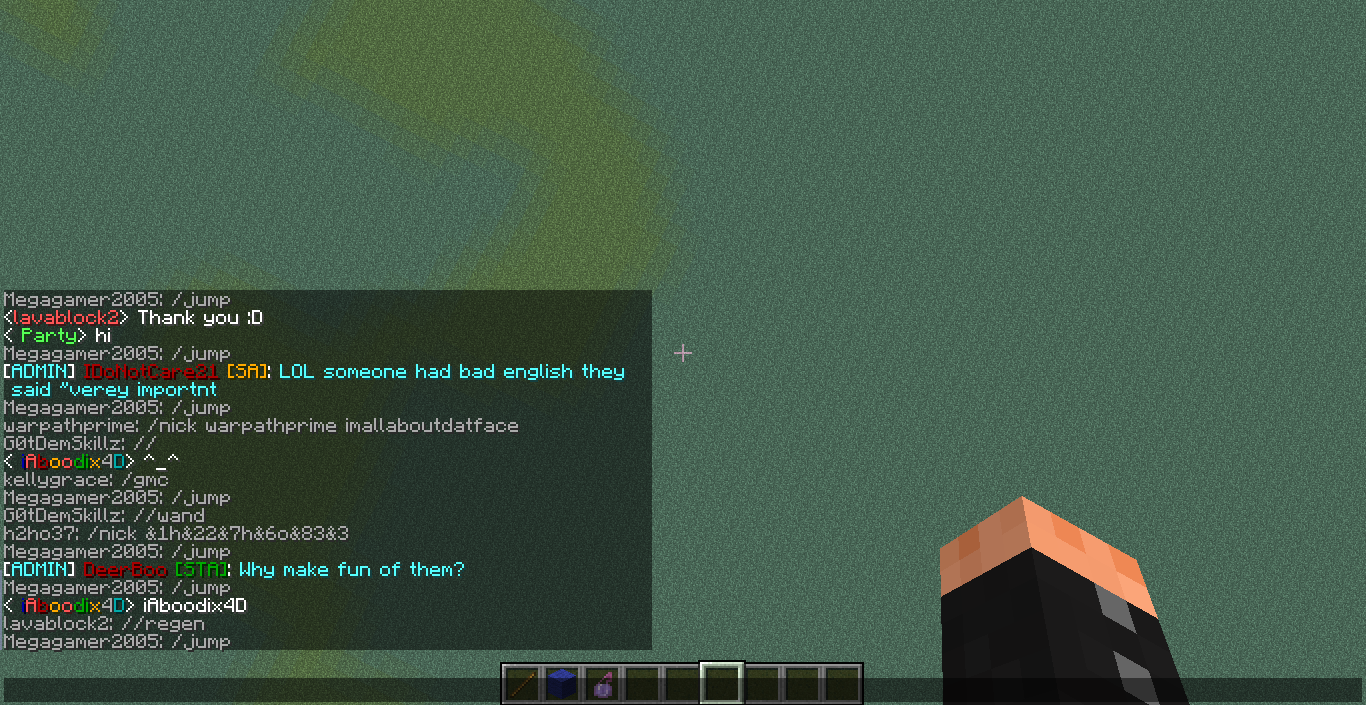 Megagamer2005: /jump
<lavablock2> Thank you :D
< Party> hi
Megagamer2005: /jump
[ADMIN] IDoNotCare21 [SA]: LOL someone had bad english they
said "verey importnt
Megagamer2005: /jump
warpathprime: /nick warpathprime imallaboutdatface
G0tDemSkillz: //
< iAboodix4D> ^_^
kellygrace: /gmc
Megagamer2005: /jump
G0tDemSkillz: //wand
h2ho37: /nick &1h&22&7h&6o&83&3
Megagamer2005: /jump
[ADMIN] DeerBoo [STA]: Why make fun of them?
Megagamer2005: /jump
< iAboodix4D> iAboodix4D
lavablock2: //regen
Megagamer2005: /jump